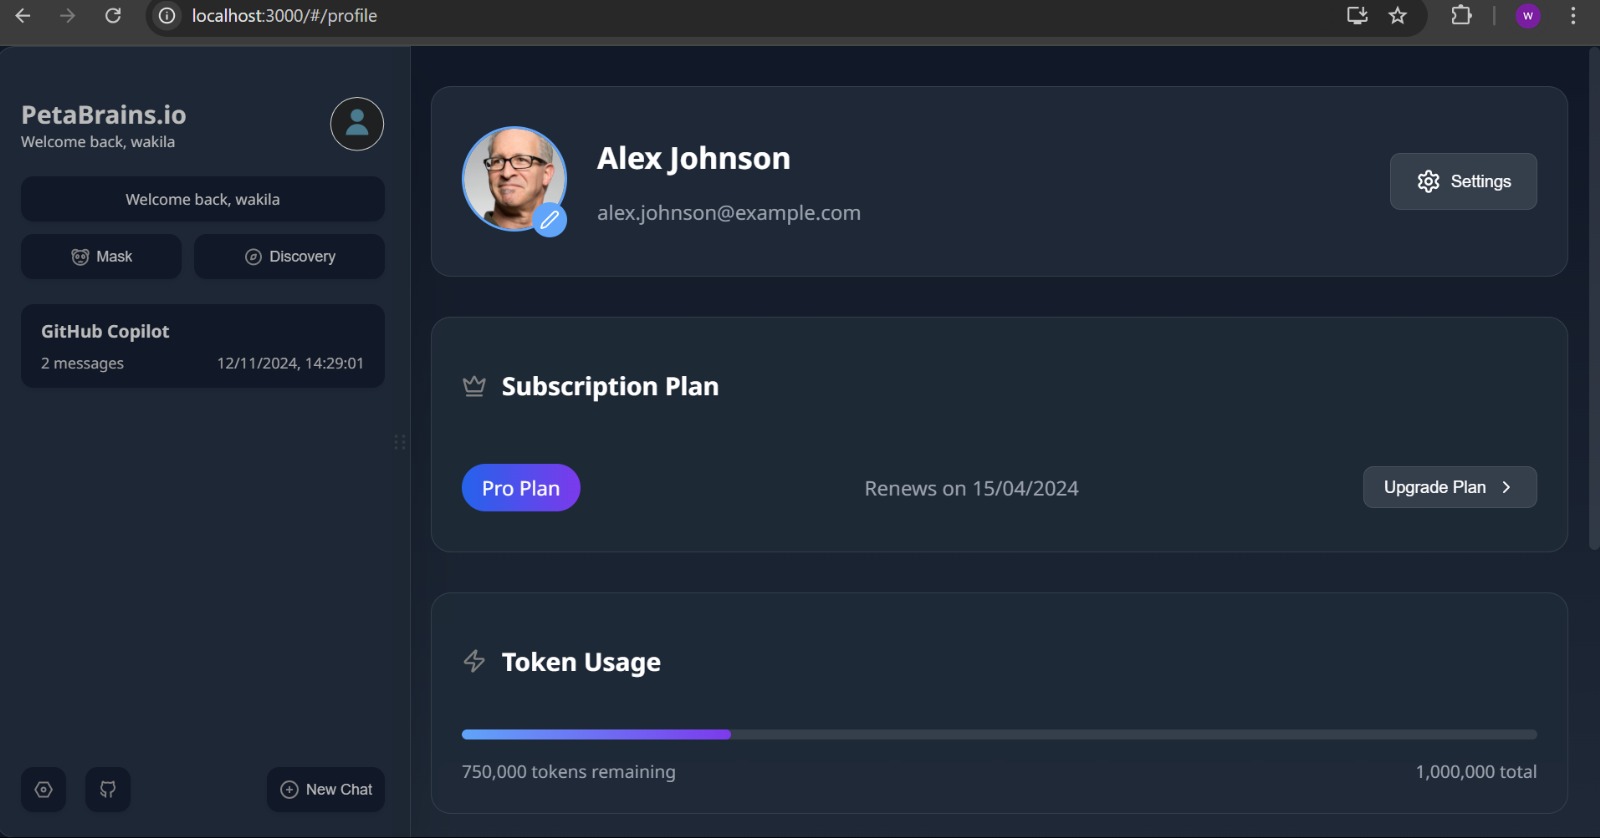 localhost:3000/#/profile
W
PetaBrains.io
Welcome back, wakila
Welcome back, wakila
Mask
Discovery
GitHub Copilot
2 messages
12/11/2024, 14:29:01
New Chat
Alex Johnson
alex.johnson@example.com
Settings
Subscription Plan
Pro Plan
Renews on 15/04/2024
Upgrade Plan
Token Usage
750,000 tokens remaining
1,000,000 total